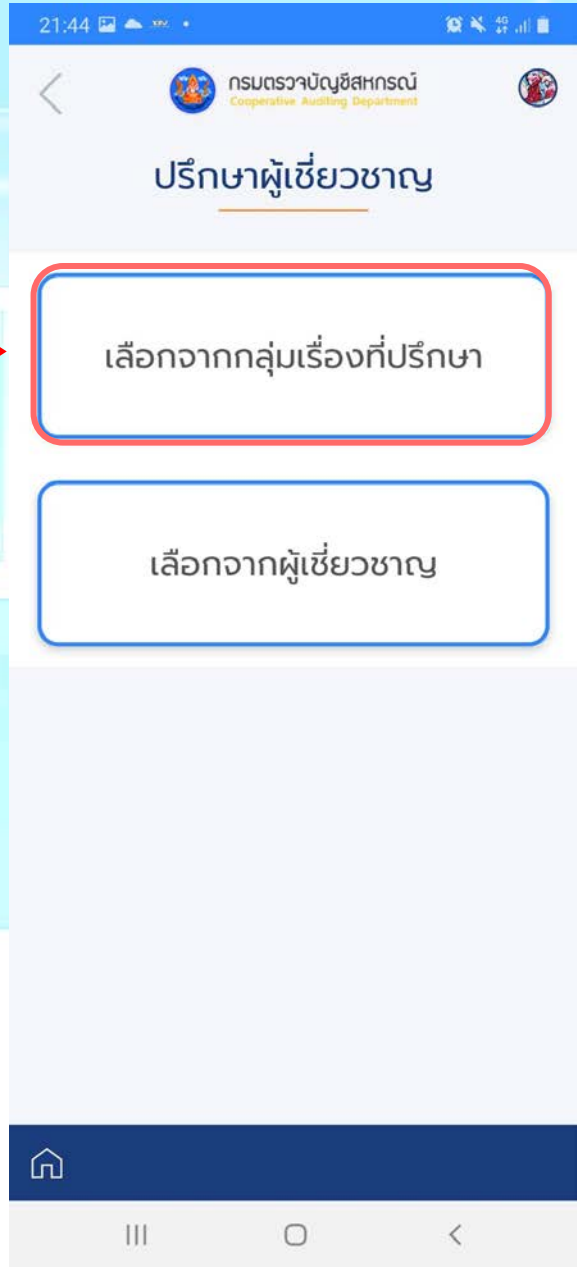 21:44
4G
กรมตรวจบัญชีสหกรณ์
Cooperative Auditing Department
ปรึกษาผู้เชี่ยวชาญ
เลือกจากกลุ่มเรื่องที่ปรึกษา
เลือกจากผู้เชี่ยวชาญ